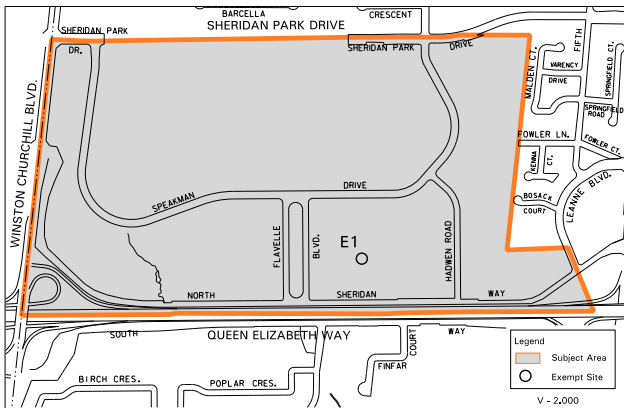 BARCELLA
CRESCENT
SHERIDAN PARK DRIVE
SHERIDAN PARK
DR.
SHERIDAN PARK
DRIVE
MALDEN CT.
FIFTH
VARENCY
DRIVE
SPRINGFIELD CT.
SPRINGFIELD
ROAD
FOWLER LN.
FOWLER CT.
KENNA
CT.
BOSACK
COURT
LEANNE BLVD.
WINSTON CHURCHILL BLVD.
SPEAKMAN
DRIVE
FLAVELLE
BLVD.
E1
HADWEN ROAD
NORTH
SHERIDAN
WAY
SOUTH
QUEEN ELIZABETH WAY
WAY
BIRCH CRES.
POPLAR CRES.
FINFAR
COURT
Legend
Subject Area
Exempt Site
V - 2.000